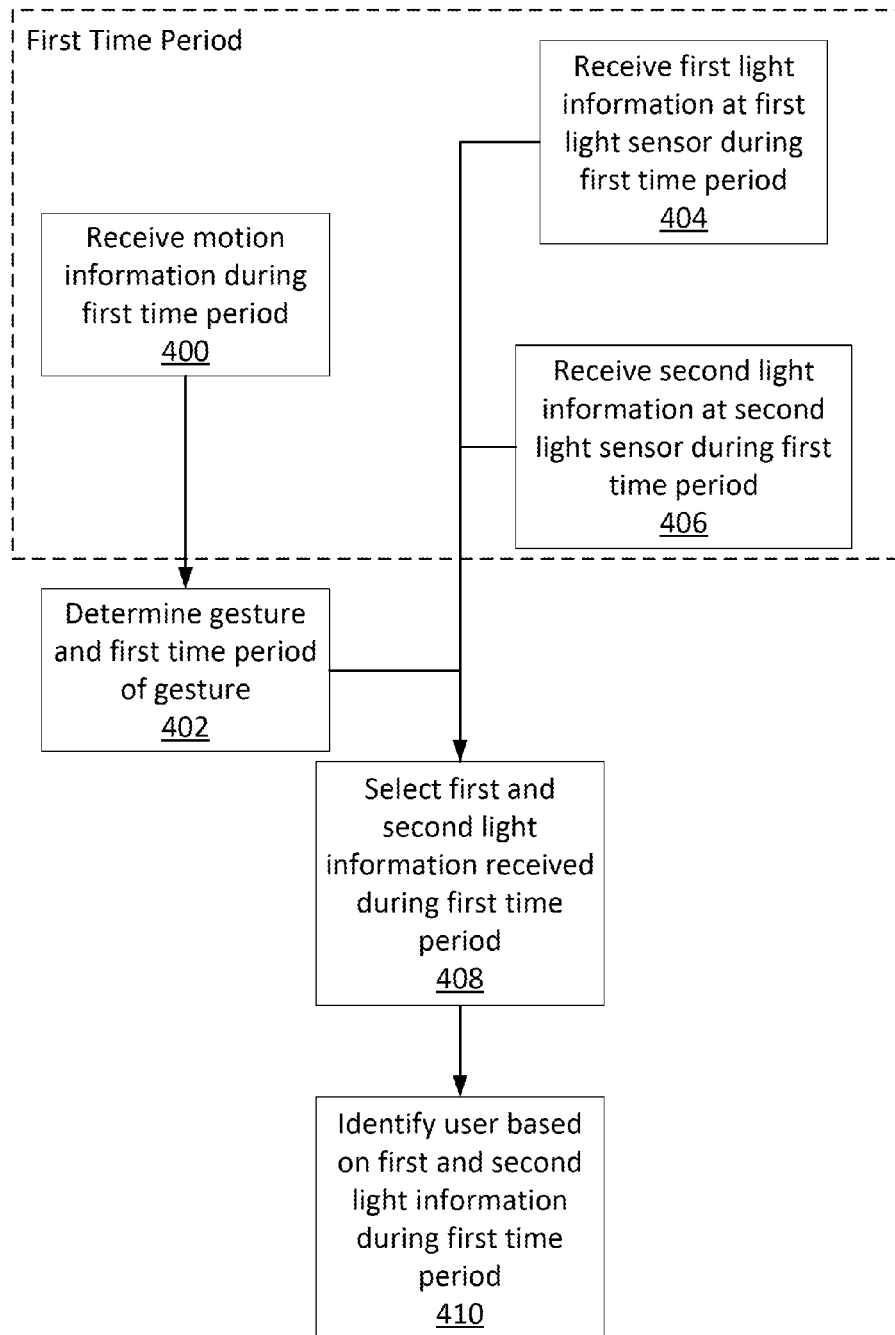 First Time Period
Receive first light
information at first
light sensor during
first time period
404
Receive motion
information during
first time period
400
Receive second light
information at second
light sensor during first
time period
406
Determine gesture
and first time period
of gesture
402
Select first and
second light
information received
during first time
period
408
Identify user based
on first and second
light information
during first time
period
410